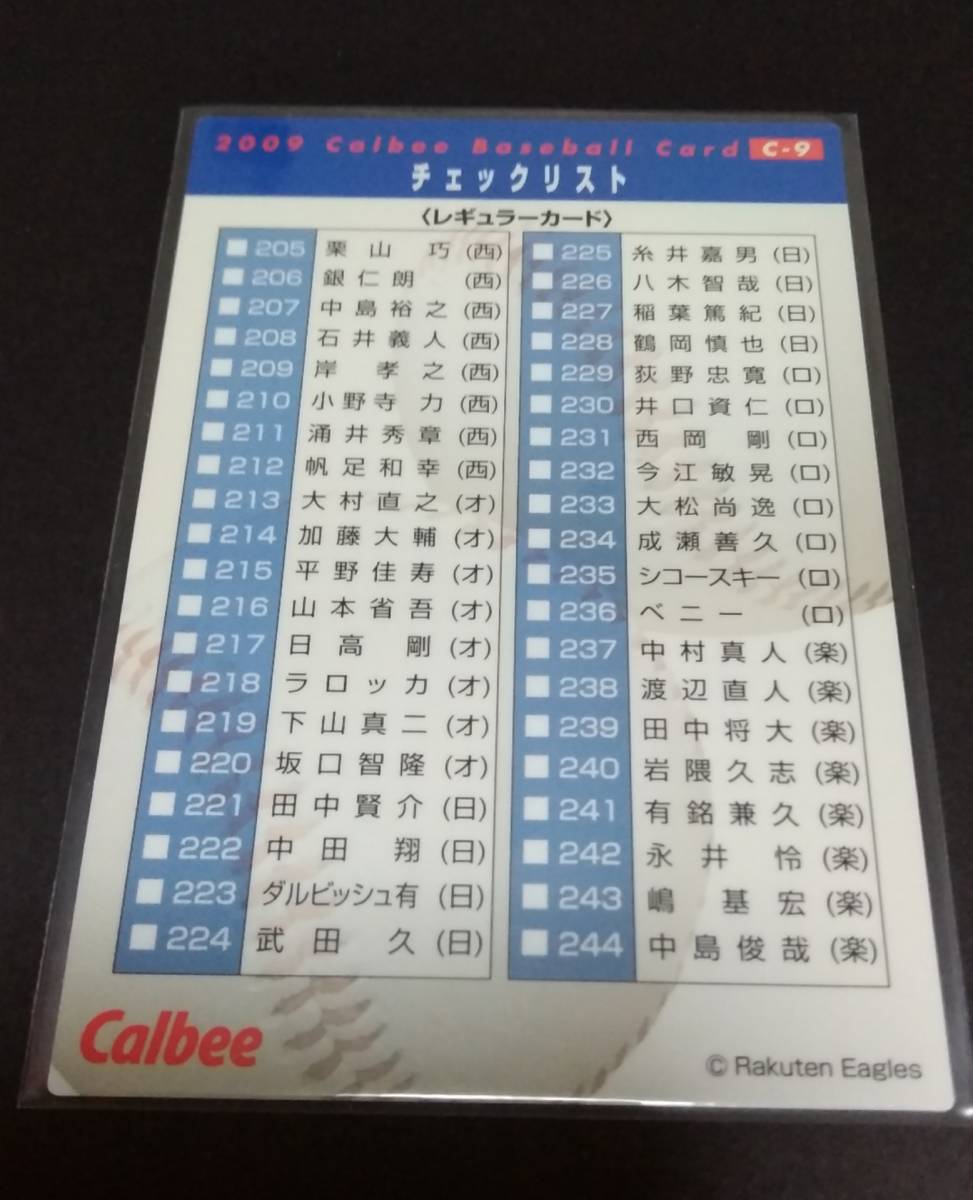 2009 Calbee Baseball Card C-9
チェックリスト
〈レギュラーカード〉
205 栗山 巧 (西)
206 銀仁朗 (西)
207 中島裕之 (西)
208 石井義人 (西)
209 岸 孝之 (西)
210 小野寺 力 (西)
211 涌井秀章 (西)
212 帆足和幸 (西)
213 大村直之 (オ)
214 加藤大輔 (オ)
215 平野佳寿 (オ)
216 山本省吾 (オ)
217 日高 剛 (オ)
218 ラロッカ (オ)
219 下山真二 (オ)
220 坂口智隆 (オ)
221 田中賢介 (日)
222 中田 翔 (日)
223 ダルビッシュ有 (日)
224 武田 久 (日)
225 糸井嘉男 (日)
226 八木智哉 (日)
227 稲葉篤紀 (日)
228 鶴岡慎也 (日)
229 荻野忠寛 (ロ)
230 井口資仁 (ロ)
231 西岡 剛 (ロ)
232 今江敏晃 (ロ)
233 大松尚逸 (ロ)
234 成瀬善久 (ロ)
235 シコースキー (ロ)
236 ベニー (ロ)
237 中村真人 (楽)
238 渡辺直人 (楽)
239 田中将大 (楽)
240 岩隈久志 (楽)
241 有銘兼久 (楽)
242 永井 怜 (楽)
243 嶋 基宏 (楽)
244 中島俊哉 (楽)
Calbee
© Rakuten Eagles